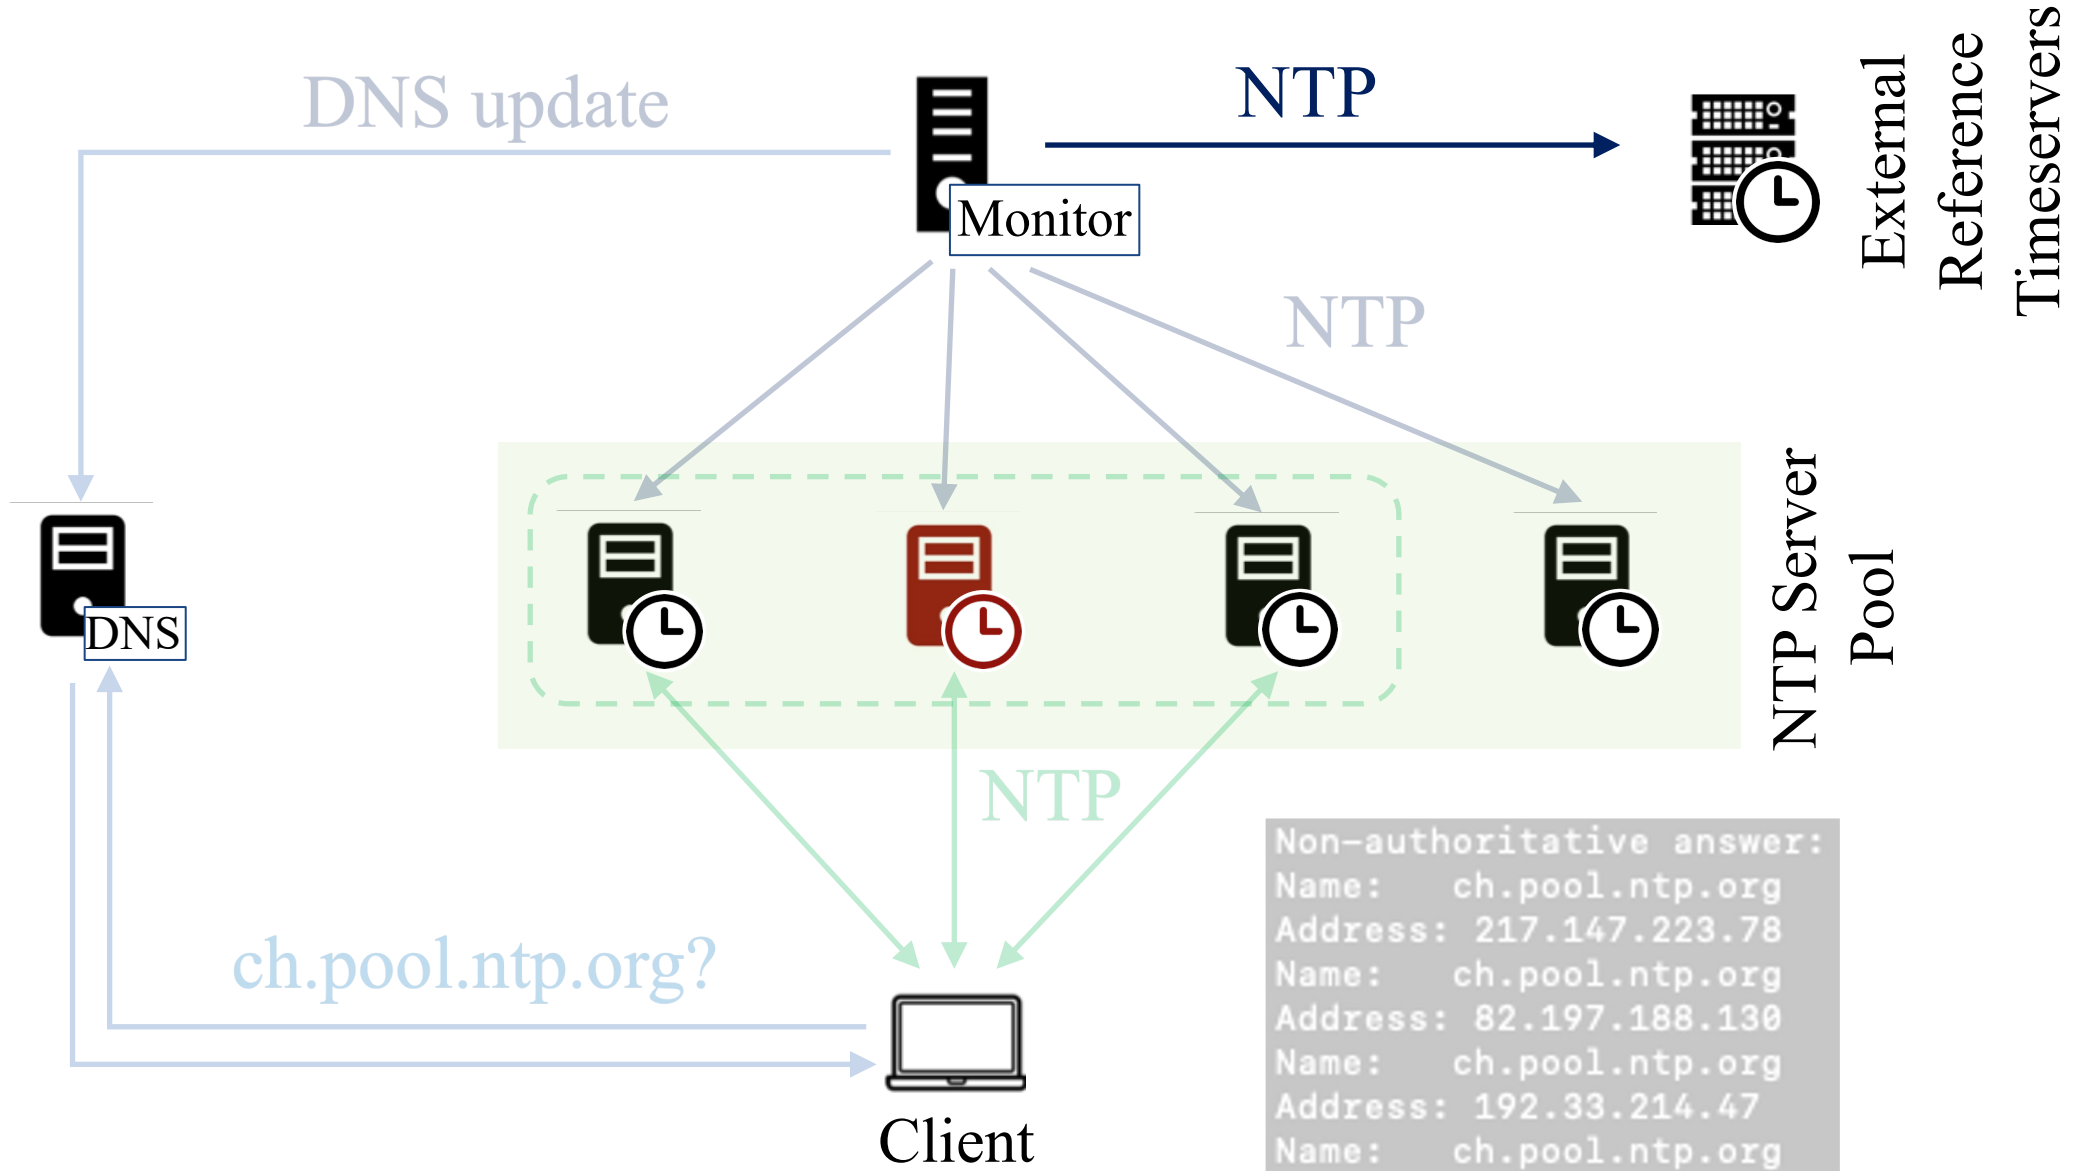 DNS update
NTP
Monitor
External
Reference
Timeservers
NTP
NTP Server
Pool
DNS
NTP
ch.pool.ntp.org?
Client
Non-authoritative answer:
Name: ch.pool.ntp.org
Address: 217.147.223.78
Name: ch.pool.ntp.org
Address: 82.197.188.130
Name: ch.pool.ntp.org
Address: 192.33.214.47
Name: ch.pool.ntp.org